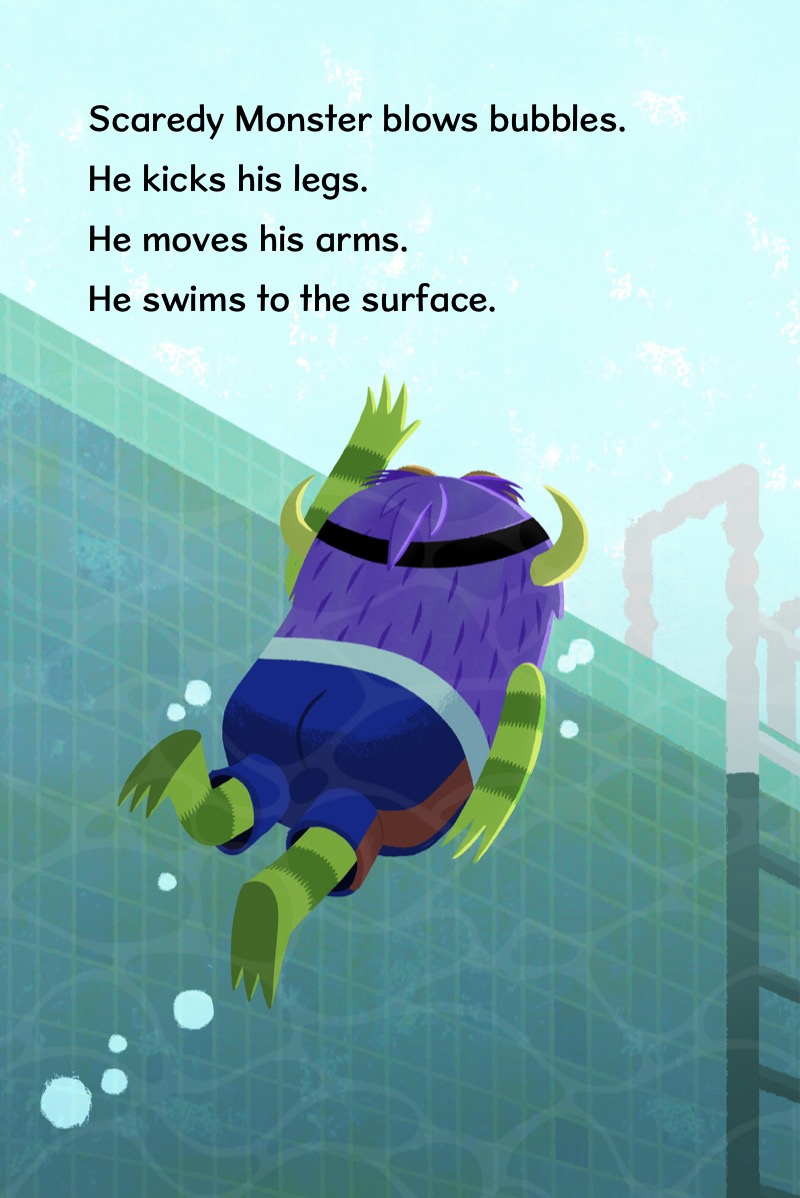 Scaredy Monster blows bubbles.
He kicks his legs.
He moves his arms.
He swims to the surface.